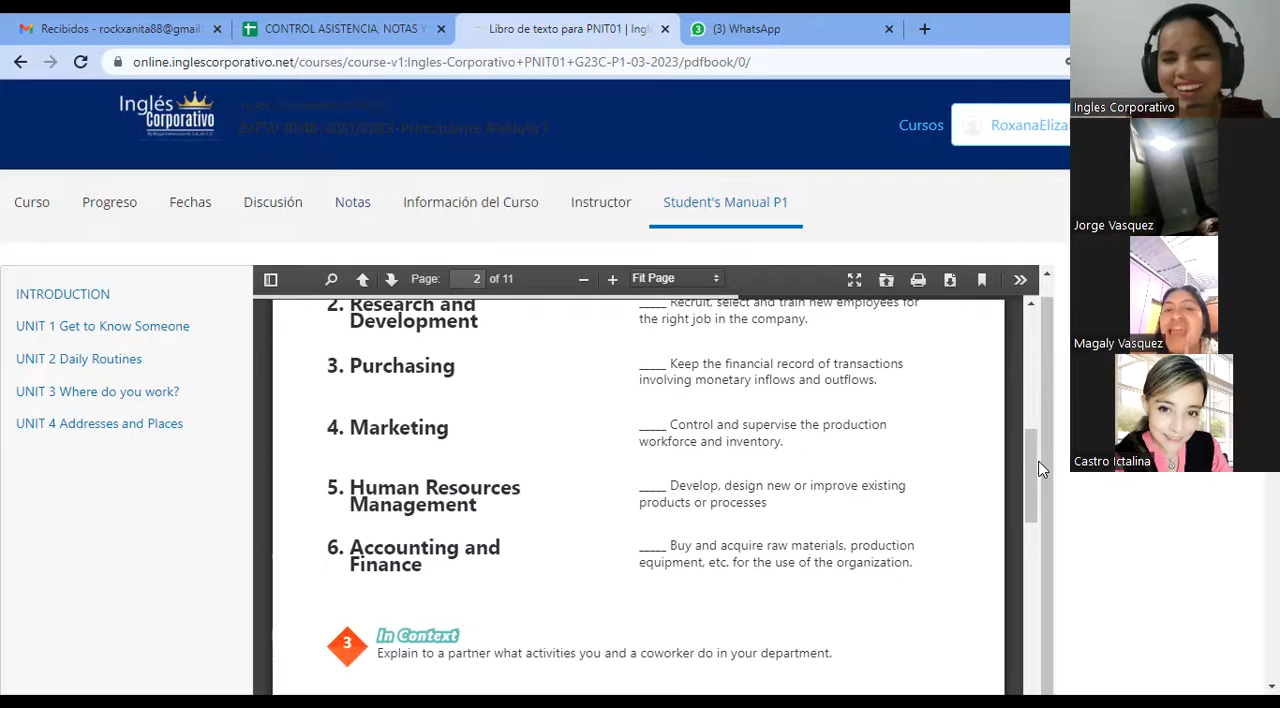 Recibidos - rockxanita88@gmail
CONTROL ASISTENCIA, NOTAS Y
Libro de texto para PNIT01 | Ingl
(3) WhatsApp
online.inglescorporativo.net/courses/course-v1:Ingles-Corporativo+PNIT01+G23C-P1-03-2023/pdfbook/0/
Inglés
Corporativo
Cursos
RoxanaEliza
Curso
Progreso
Fechas
Discusión
Notas
Información del Curso
Instructor
Student's Manual P1
INTRODUCTION
UNIT 1 Get to Know Someone
UNIT 2 Daily Routines
UNIT 3 Where do you work?
UNIT 4 Addresses and Places
Page: 2 of 11
Fit Page
2. Research and
Development
_____ Recruit, select and train new employees for
the right job in the company.
3. Purchasing
_____ Keep the financial record of transactions
involving monetary inflows and outflows.
4. Marketing
_____ Control and supervise the production
workforce and inventory.
5. Human Resources
Management
_____ Develop, design new or improve existing
products or processes
6. Accounting and
Finance
_____ Buy and acquire raw materials, production
equipment, etc. for the use of the organization.
3
In Context
Explain to a partner what activities you and a coworker do in your department.
Ingles Corporativo
Jorge Vasquez
Magaly Vasquez
Castro Ictalina